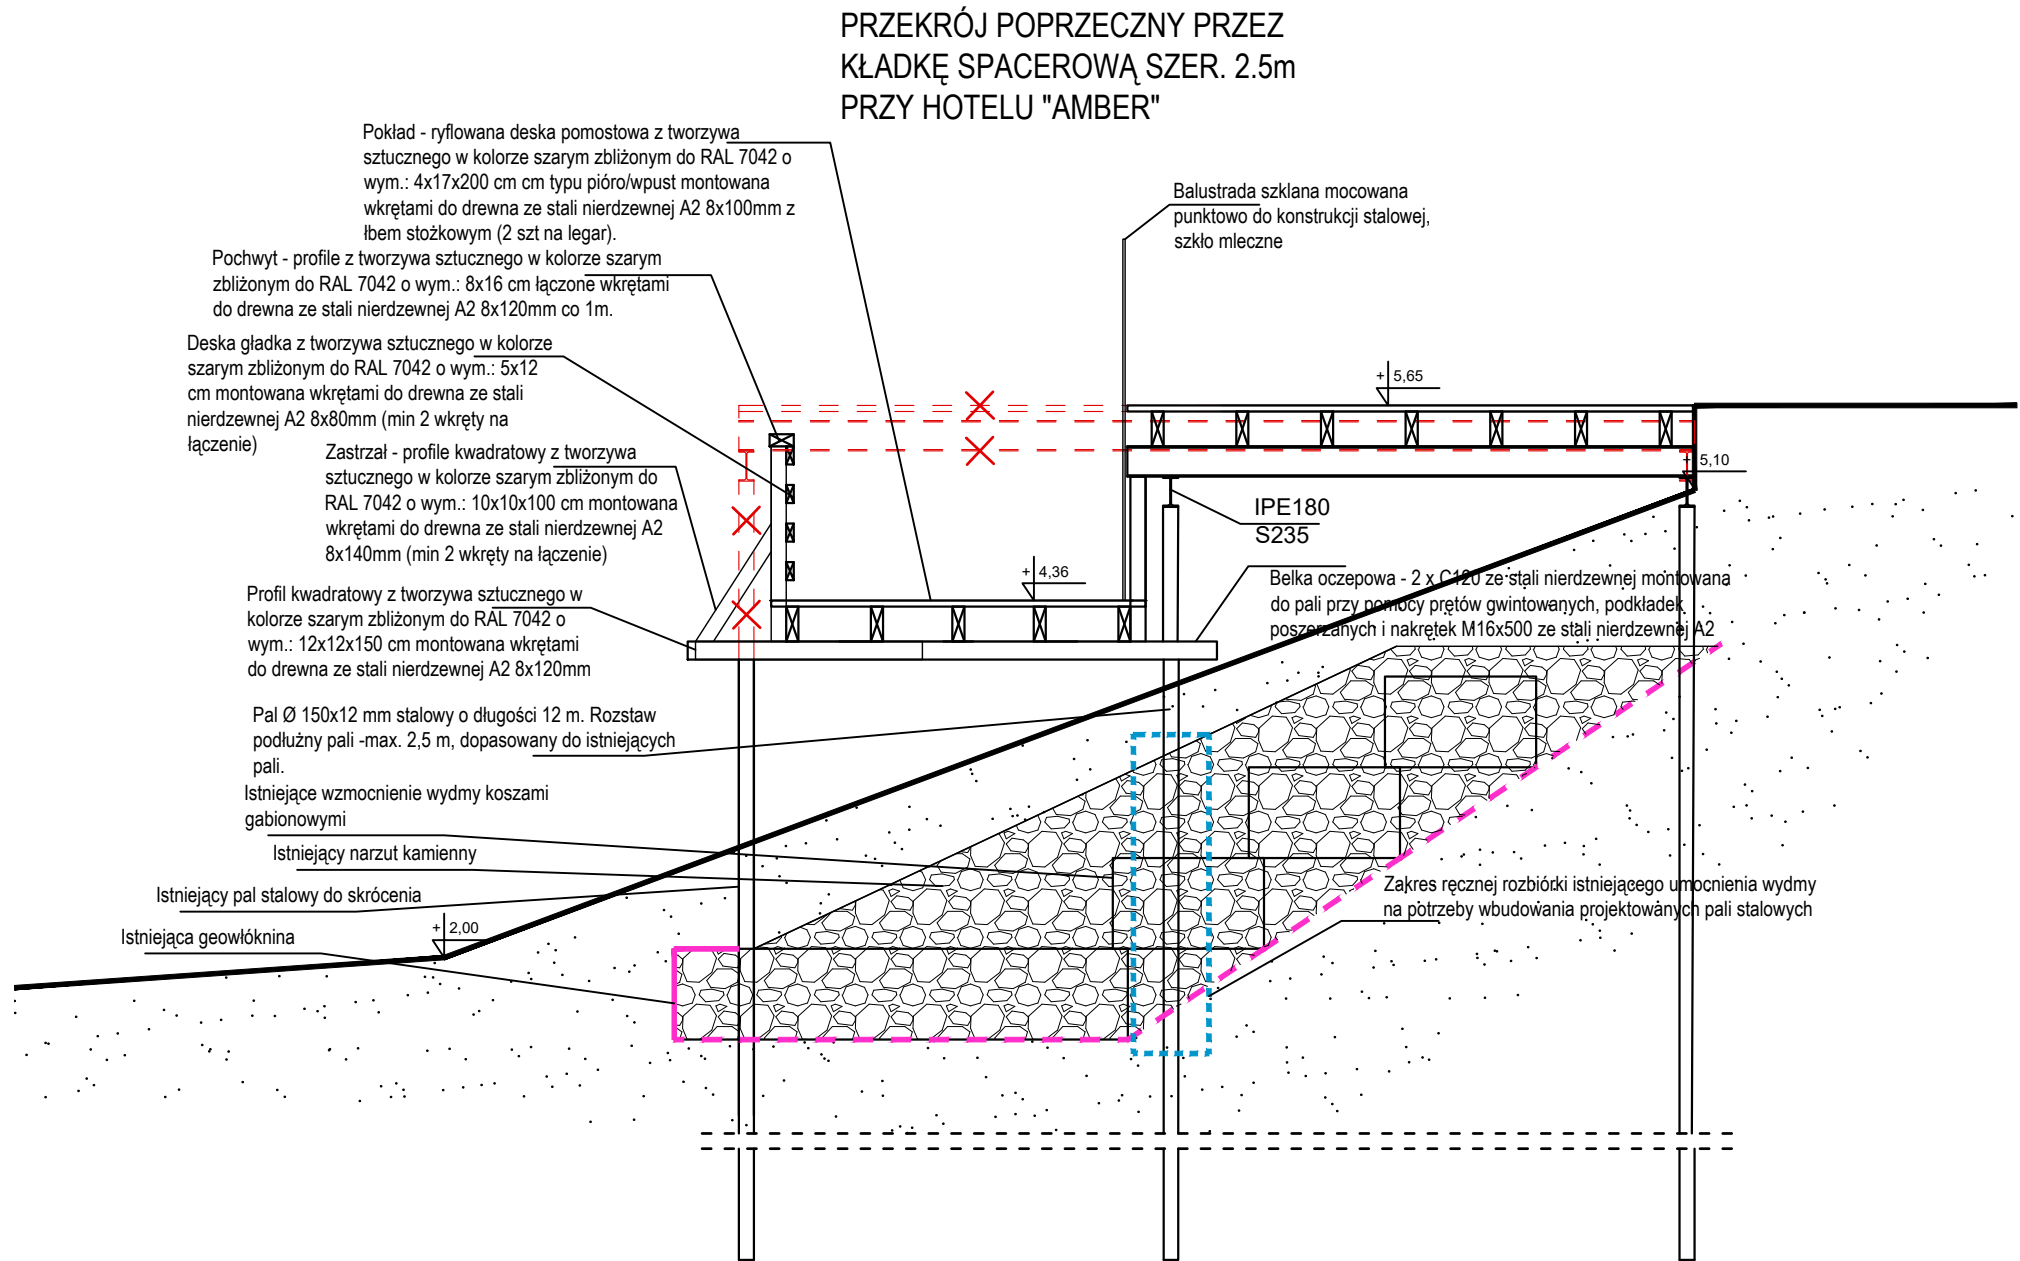 PRZEKRÓJ POPRZECZNY PRZEZ
KŁADKĘ SPACEROWĄ SZER. 2.5m
PRZY HOTELU "AMBER"
Pokład - ryflowana deska pomostowa z tworzywa
sztucznego w kolorze szarym zbliżonym do RAL 7042 o
wym.: 4x17x200 cm cm typu pióro/wpust montowana
wkrętami do drewna ze stali nierdzewnej A2 8x100mm z
łbem stożkowym (2 szt na legar).
Balustrada szklana mocowana
punktowo do konstrukcji stalowej,
szkło mleczne
Pochwyt - profile z tworzywa sztucznego w kolorze szarym
zbliżonym do RAL 7042 o wym.: 8x16 cm łączone wkrętami
do drewna ze stali nierdzewnej A2 8x120mm co 1m.
Deska gładka z tworzywa sztucznego w kolorze
szarym zbliżonym do RAL 7042 o wym.: 5x12
cm montowana wkrętami do drewna ze stali
nierdzewnej A2 8x80mm (min 2 wkręty na
łączenie)
+ 5,65
Zastrzał - profile kwadratowy z tworzywa
sztucznego w kolorze szarym zbliżonym do
RAL 7042 o wym.: 10x10x100 cm montowana
wkrętami do drewna ze stali nierdzewnej A2
8x140mm (min 2 wkręty na łączenie)
+ 5,10
IPE180
S235
+ 4,36
Belka oczepowa - 2 x C120 ze stali nierdzewnej montowana
do pali przy pomocy prętów gwintowanych, podkładek
poszerzanych i nakrętek M16x500 ze stali nierdzewnej A2
Profil kwadratowy z tworzywa sztucznego w
kolorze szarym zbliżonym do RAL 7042 o
wym.: 12x12x150 cm montowana wkrętami
do drewna ze stali nierdzewnej A2 8x120mm
Pal Ø 150x12 mm stalowy o długości 12 m. Rozstaw
podłużny pali -max. 2,5 m, dopasowany do istniejących
pali.
Istniejące wzmocnienie wydmy koszami
gabionowymi
Istniejący narzut kamienny
Istniejący pal stalowy do skrócenia
+ 2,00
Istniejąca geowłóknina
Zakres ręcznej rozbiórki istniejącego umocnienia wydmy
na potrzeby wbudowania projektowanych pali stalowych